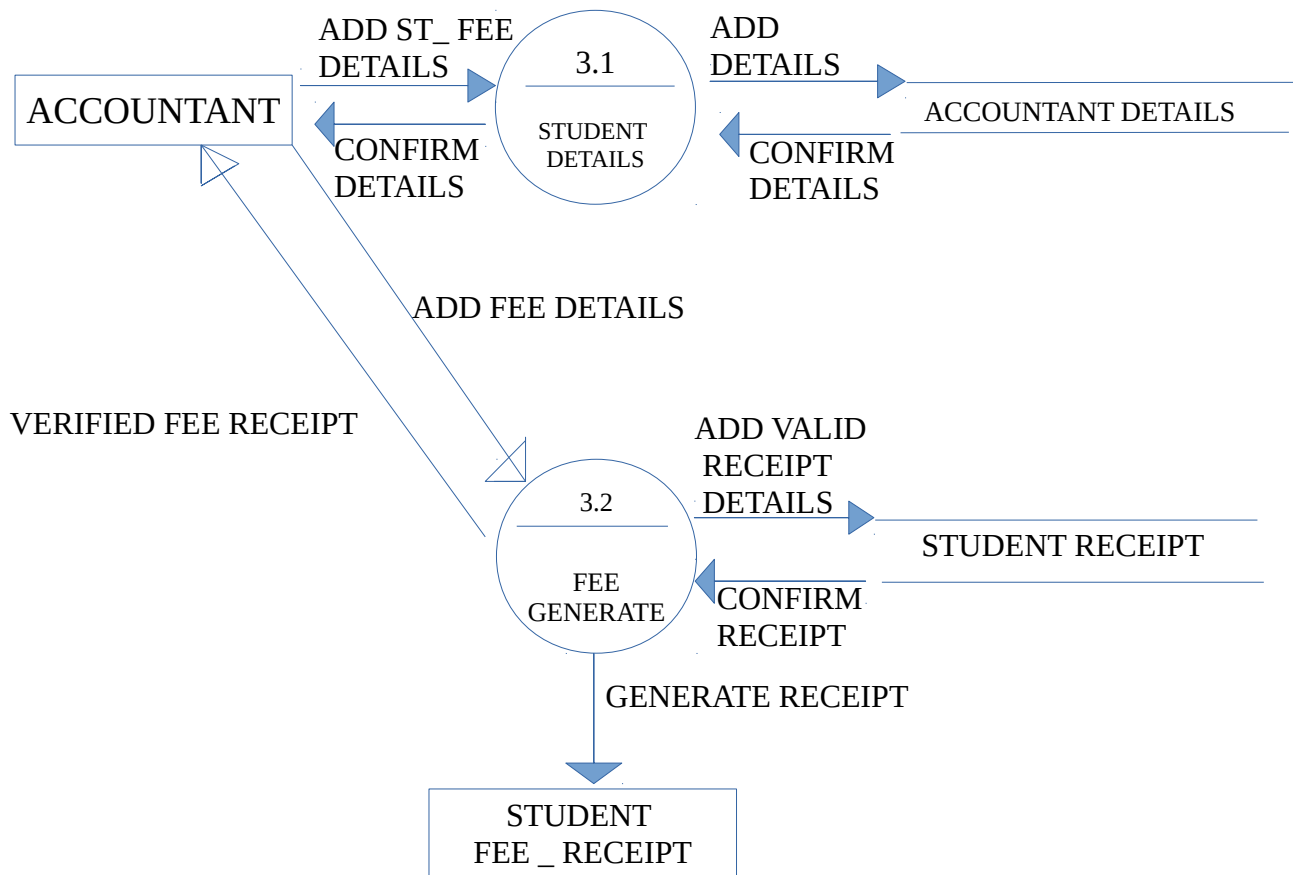 ADD ST_ FEE
DETAILS
3.1
ADD
DETAILS
ACCOUNTANT
STUDENT
DETAILS
ACCOUNTANT DETAILS
CONFIRM
DETAILS
CONFIRM
DETAILS
ADD FEE DETAILS
VERIFIED FEE RECEIPT
ADD VALID
RECEIPT
DETAILS
3.2
FEE
GENERATE
STUDENT RECEIPT
CONFIRM
RECEIPT
GENERATE RECEIPT
STUDENT
FEE _ RECEIPT